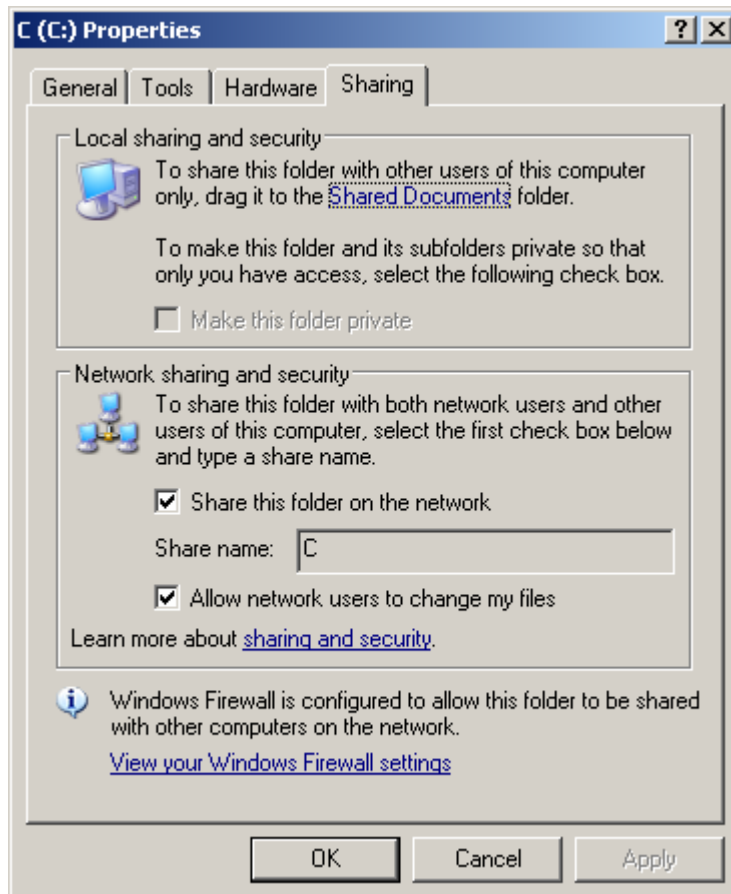 C (C:) Properties
General
Tools
Hardware
Sharing
Local sharing and security
To share this folder with other users of this computer
only, drag it to the Shared Documents folder.
To make this folder and its subfolders private so that
only you have access, select the following check box.
Make this folder private
Network sharing and security
To share this folder with both network users and other
users of this computer, select the first check box below
and type a share name.
Share this folder on the network
Share name: C
Allow network users to change my files
Learn more about sharing and security.
Windows Firewall is configured to allow this folder to be shared
with other computers on the network.
View your Windows Firewall settings
OK
Cancel
Apply